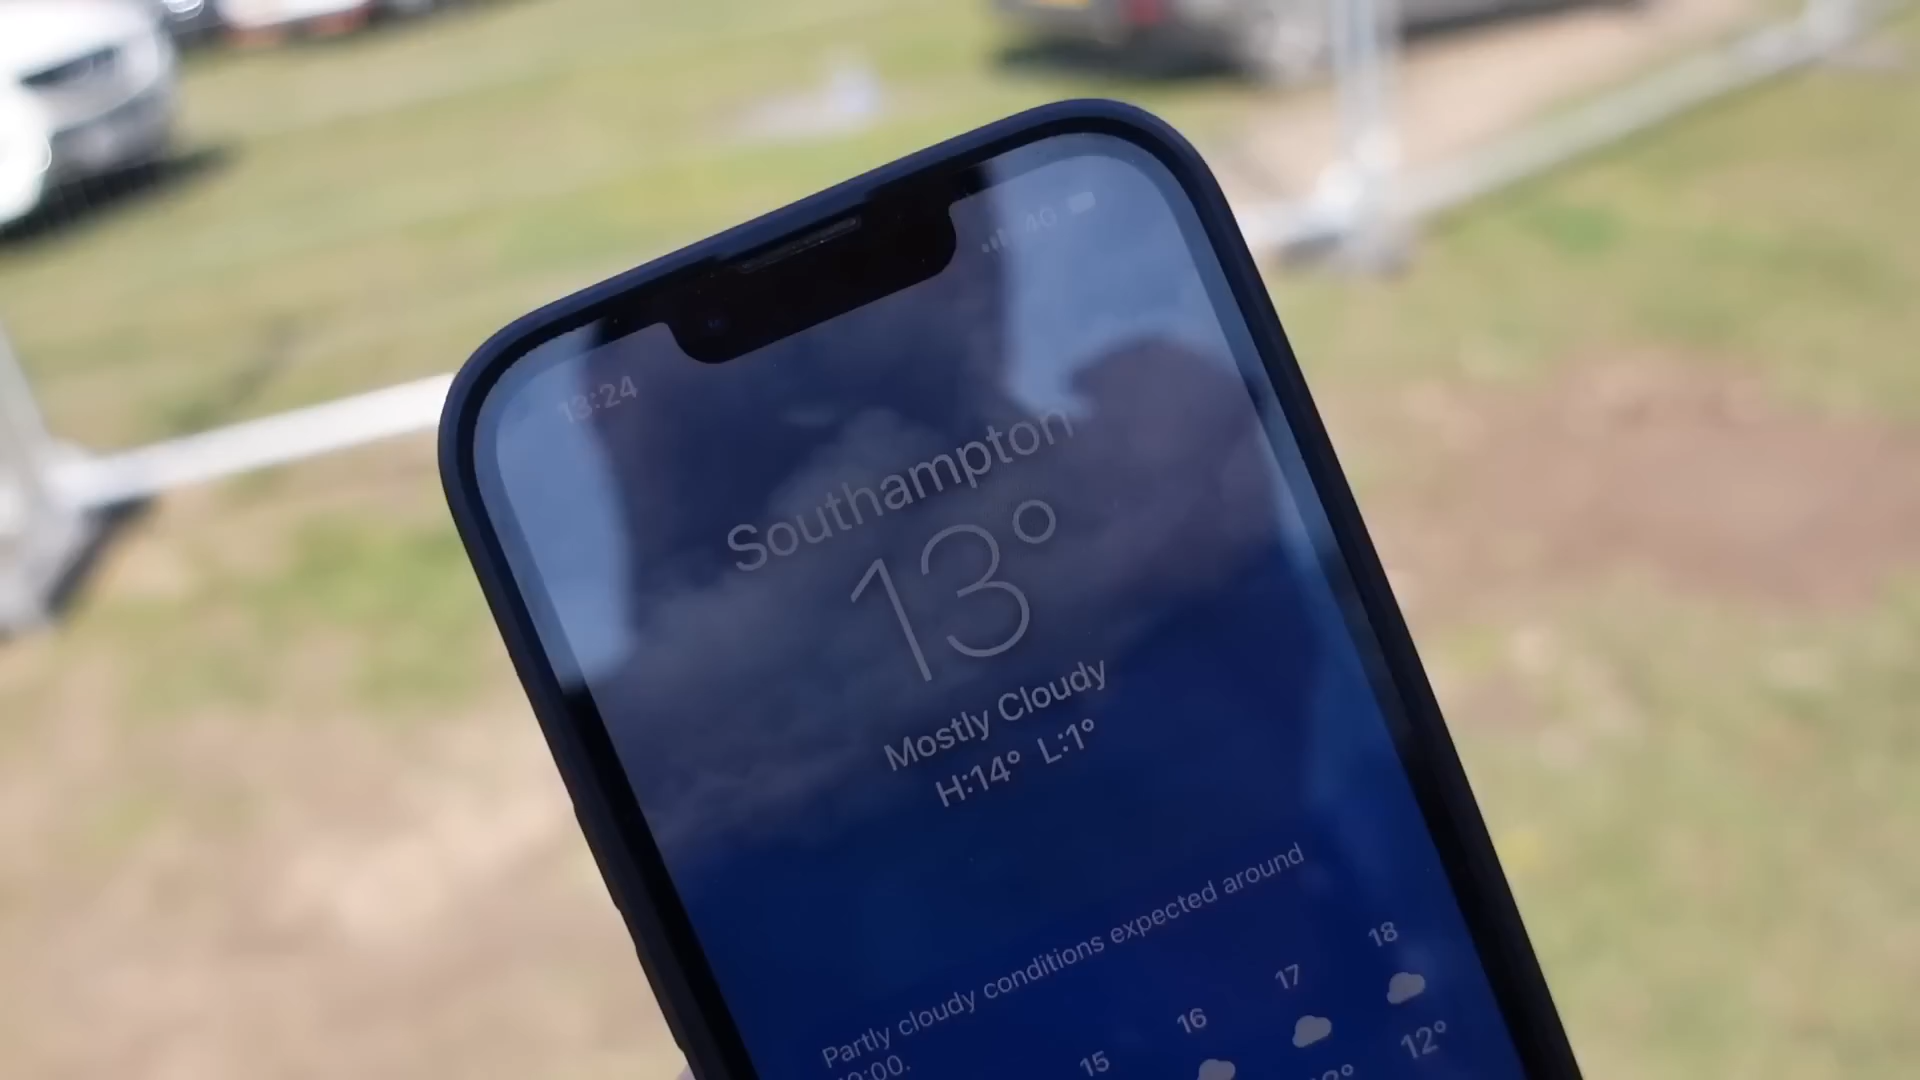 13:24
4G
Southampton
13°
Mostly Cloudy
H:14° L:1°
Partly cloudy conditions expected around
:00.
15 16 17 18
12°